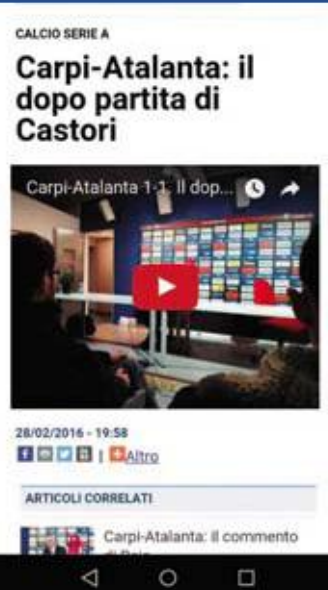 CALCIO SERIE A
Carpi-Atalanta: il
dopo partita di
Castori
Carpi-Atalanta 1-1. Il dop...
28/02/2016 - 19:58
| Altro
ARTICOLI CORRELATI
Carpi-Atalanta: il commento
di